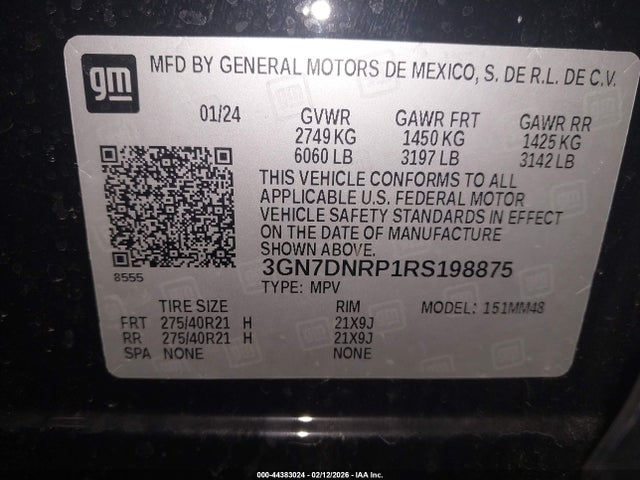 gm
MFD BY GENERAL MOTORS DE MEXICO, S. DE R.L. DE C.V.
01/24 GVWR GAWR FRT GAWR RR
2749 KG 1450 KG 1425 KG
6060 LB 3197 LB 3142 LB
THIS VEHICLE CONFORMS TO ALL
APPLICABLE U.S. FEDERAL MOTOR
VEHICLE SAFETY STANDARDS IN EFFECT
ON THE DATE OF MANUFACTURE
SHOWN ABOVE.
8555
3GN7DNRP1RS198875
TYPE: MPV
TIRE SIZE RIM MODEL: 151MM48
FRT 275/40R21 H 21X9J
RR 275/40R21 H 21X9J
SPA NONE NONE
000-44383024 - 02/12/2026 - IAA Inc.